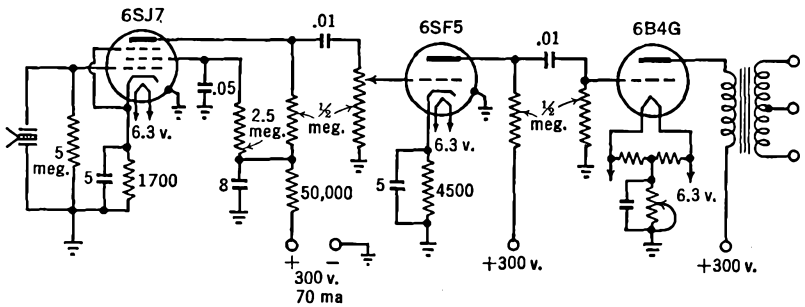 6SJ7
6SF5
6B4G
.01
.01
.05
2.5
meg.
½
meg.
½
meg.
6.3 v.
6.3 v.
5
meg.
5
1700
8
50,000
5
4500
6.3 v.
+ −
300 v.
70 ma
+300 v.
+300 v.